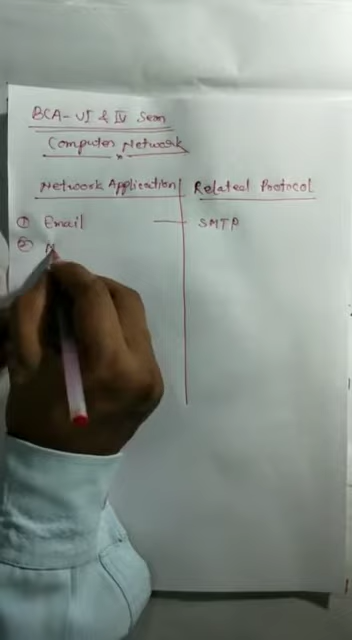 BCA - VI & IV Sem
Computer Network
Network Application Related Protocol
① Email — SMTP
②